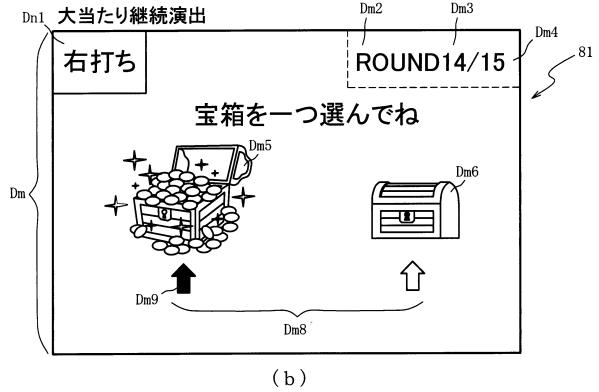 大当たり継続演出
Dn1
Dm2
Dm3
Dm4
右打ち
ROUND14/15
81
宝箱を一つ選んでね
Dm5
Dm6
Dm
Dm9
Dm8
(b)